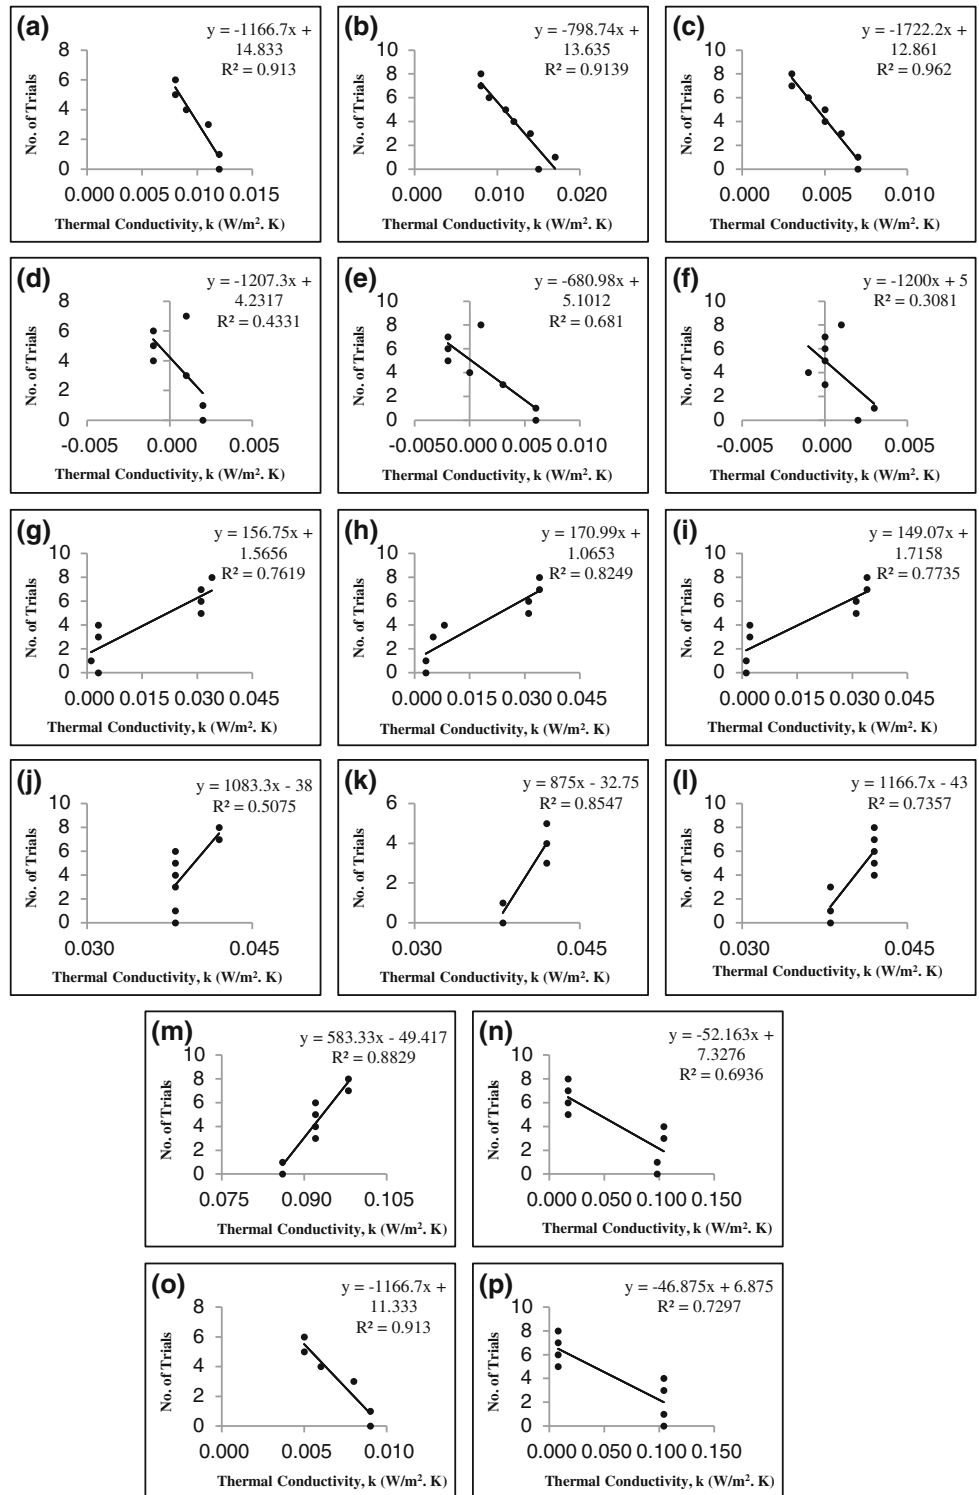 (a)
y = -1166.7x +
14.833
R² = 0.913
No. of Trials
8
6
4
2
0
0.000 0.005 0.010 0.015
Thermal Conductivity, k (W/m². K)
(b)
y = -798.74x +
13.635
R² = 0.9139
No. of Trials
10
8
6
4
2
0
0.000 0.010 0.020
Thermal Conductivity, k (W/m². K)
(c)
y = -1722.2x +
12.861
R² = 0.962
No. of Trials
10
8
6
4
2
0
0.000 0.005 0.010
Thermal Conductivity, k (W/m². K)
(d)
y = -1207.3x +
4.2317
R² = 0.4331
No. of Trials
8
6
4
2
0
-0.005 0.000 0.005
Thermal Conductivity, k (W/m². K)
(e)
y = -680.98x +
5.1012
R² = 0.681
No. of Trials
10
8
6
4
2
0
-0.005 0.000 0.005 0.010
Thermal Conductivity, k (W/m². K)
(f)
y = -1200x + 5
R² = 0.3081
No. of Trials
10
8
6
4
2
0
-0.005 0.000 0.005
Thermal Conductivity, k (W/m². K)
(g)
y = 156.75x +
1.5656
R² = 0.7619
No. of Trials
10
8
6
4
2
0
0.000 0.015 0.030 0.045
Thermal Conductivity, k (W/m². K)
(h)
y = 170.99x +
1.0653
R² = 0.8249
No. of Trials
10
8
6
4
2
0
0.000 0.015 0.030 0.045
Thermal Conductivity, k (W/m². K)
(i)
y = 149.07x +
1.7158
R² = 0.7735
No. of Trials
10
8
6
4
2
0
0.000 0.015 0.030 0.045
Thermal Conductivity, k (W/m². K)
(j)
y = 1083.3x - 38
R² = 0.5075
No. of Trials
10
8
6
4
2
0
0.030 0.045
Thermal Conductivity, k (W/m². K)
(k)
y = 875x - 32.75
R² = 0.8547
No. of Trials
6
4
2
0
0.030 0.045
Thermal Conductivity, k (W/m². K)
(l)
y = 1166.7x - 43
R² = 0.7357
No. of Trials
10
8
6
4
2
0
0.030 0.045
Thermal Conductivity, k (W/m². K)
(m)
y = 583.33x - 49.417
R² = 0.8829
No. of Trials
10
8
6
4
2
0
0.075 0.090 0.105
Thermal Conductivity, k (W/m². K)
(n)
y = -52.163x +
7.3276
R² = 0.6936
No. of Trials
10
8
6
4
2
0
0.000 0.050 0.100 0.150
Thermal Conductivity, k (W/m². K)
(o)
y = -1166.7x +
11.333
R² = 0.913
No. of Trials
8
6
4
2
0
0.000 0.005 0.010
Thermal Conductivity, k (W/m². K)
(p)
y = -46.875x + 6.875
R² = 0.7297
No. of Trials
10
8
6
4
2
0
0.000 0.050 0.100 0.150
Thermal Conductivity, k (W/m². K)